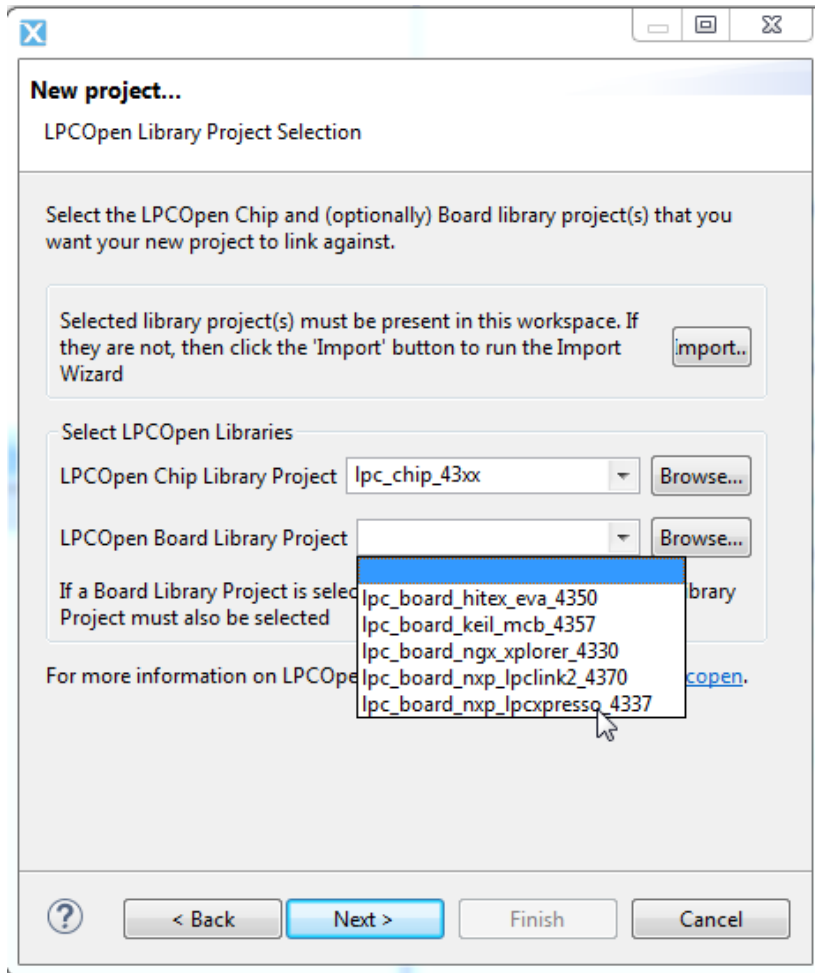 New project...
LPCOpen Library Project Selection
Select the LPCOpen Chip and (optionally) Board library project(s) that you
want your new project to link against.
Selected library project(s) must be present in this workspace. If
they are not, then click the 'Import' button to run the Import
Wizard
Import..
Select LPCOpen Libraries
LPCOpen Chip Library Project lpc_chip_43xx Browse...
LPCOpen Board Library Project Browse...
If a Board Library Project is selec
brary
Project must also be selected
lpc_board_hitex_eva_4350
lpc_board_keil_mcb_4357
lpc_board_ngx_xplorer_4330
lpc_board_nxp_lpclink2_4370
lpc_board_nxp_lpcxpresso_4337
For more information on LPCOpe
copen.
? < Back Next > Finish Cancel